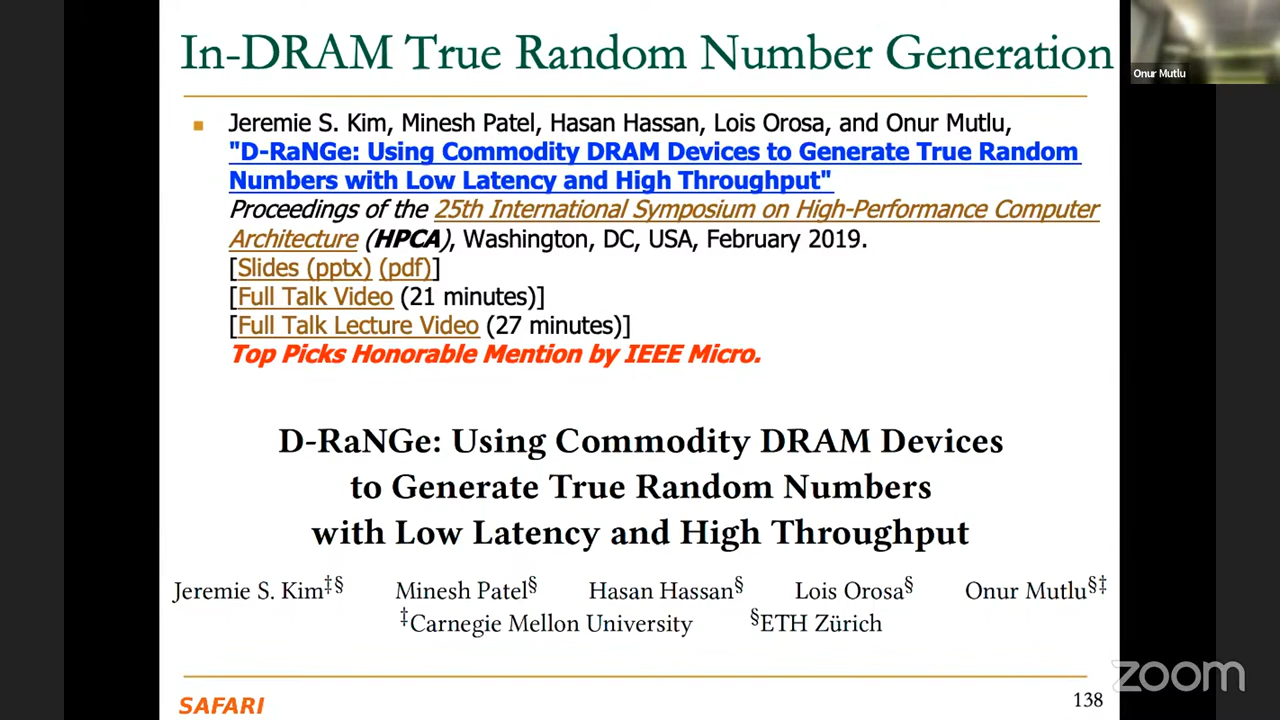 In-DRAM True Random Number Generation
Onur Mutlu
Jeremie S. Kim, Minesh Patel, Hasan Hassan, Lois Orosa, and Onur Mutlu,
"D-RaNGe: Using Commodity DRAM Devices to Generate True Random
Numbers with Low Latency and High Throughput"
Proceedings of the 25th International Symposium on High-Performance Computer
Architecture (HPCA), Washington, DC, USA, February 2019.
[Slides (pptx) (pdf)]
[Full Talk Video (21 minutes)]
[Full Talk Lecture Video (27 minutes)]
Top Picks Honorable Mention by IEEE Micro.
D-RaNGe: Using Commodity DRAM Devices
to Generate True Random Numbers
with Low Latency and High Throughput
Jeremie S. Kim‡§ Minesh Patel§ Hasan Hassan§ Lois Orosa§ Onur Mutlu§‡
‡Carnegie Mellon University §ETH Zürich
SAFARI
138
zoom